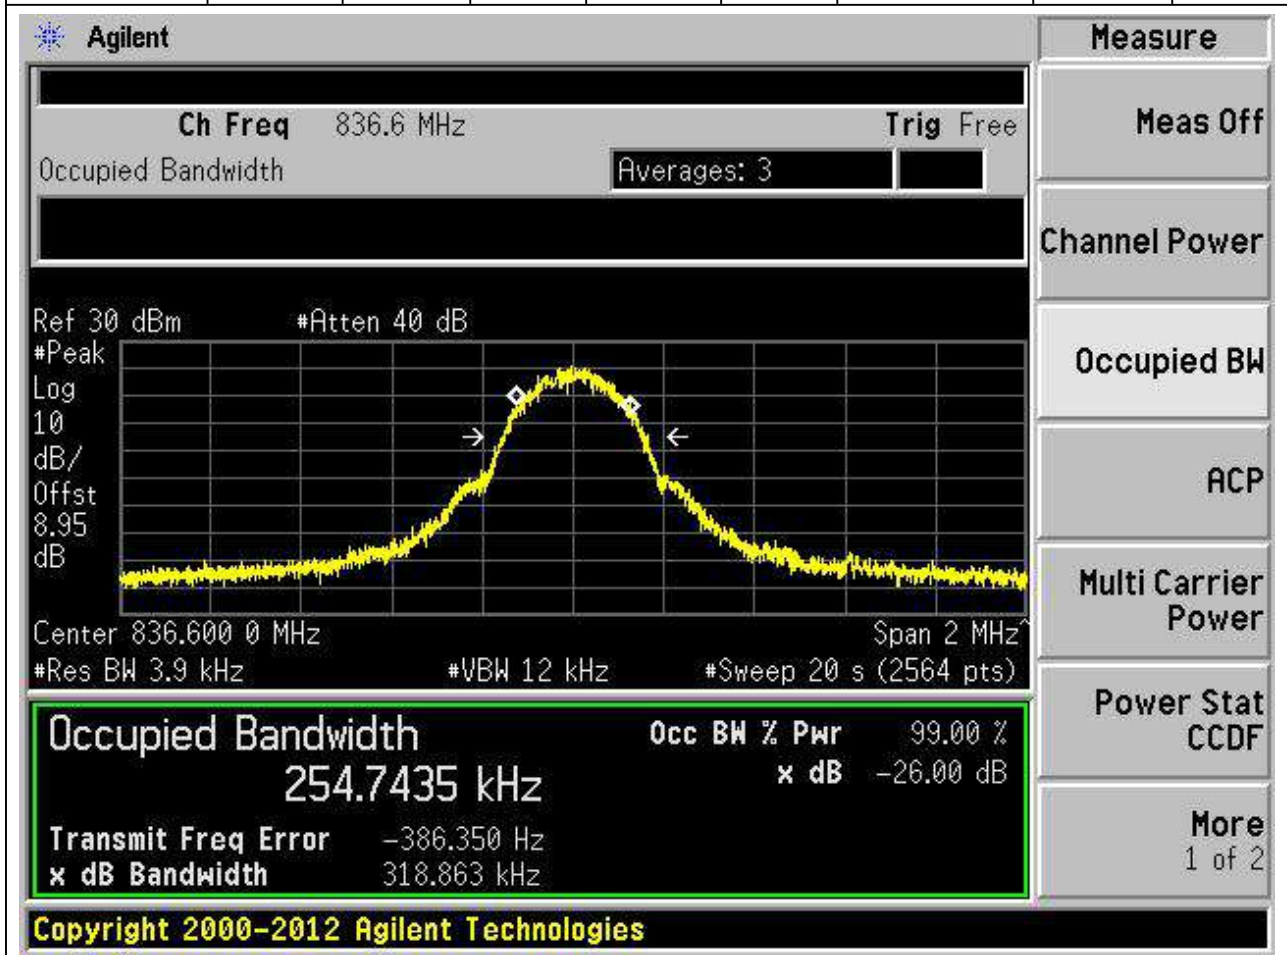 Agilent
Measure
Ch Freq 836.6 MHz Trig Free
Meas Off
Occupied Bandwidth Averages: 3
Channel Power
Ref 30 dBm #Atten 40 dB
#Peak
Log
10
dB/
Offst
8.95
dB
Occupied BW
ACP
Center 836.600 0 MHz Span 2 MHz^
#Res BW 3.9 kHz #VBW 12 kHz #Sweep 20 s (2564 pts)
Multi Carrier
Power
Occupied Bandwidth
254.7435 kHz
Occ BW % Pwr 99.00 %
x dB -26.00 dB
Transmit Freq Error -386.350 Hz
x dB Bandwidth 318.863 kHz
Power Stat
CCDF
More
1 of 2
Copyright 2000-2012 Agilent Technologies